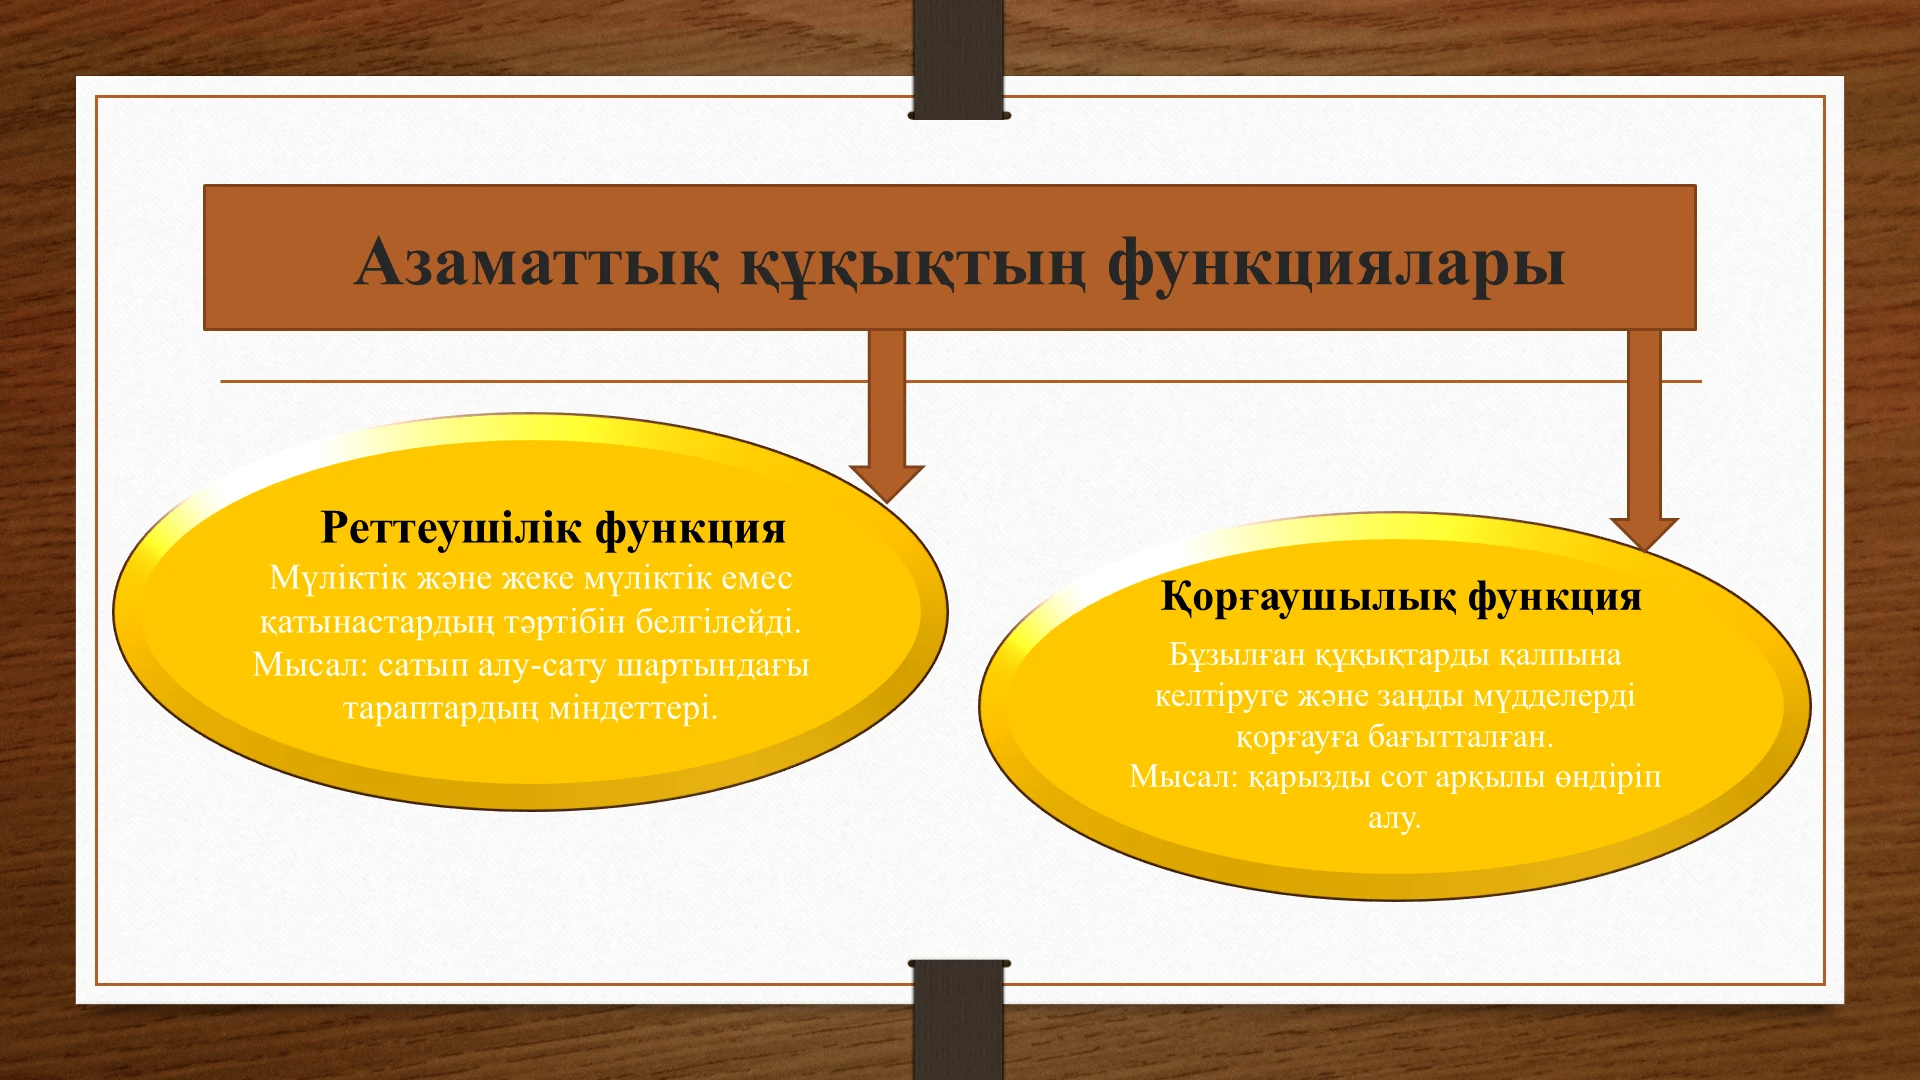 Азаматтық құқықтың функциялары
Реттеушілік функция
Мүліктік және жеке мүліктік емес
қатынастардың тәртібін белгілейді.
Мысал: сатып алу-сату шартындағы
тараптардың міндеттері.
Қорғаушылық функция
Бұзылған құқықтарды қалпына
келтіруге және заңды мүдделерді
қорғауға бағытталған.
Мысал: қарызды сот арқылы өндіріп
алу.